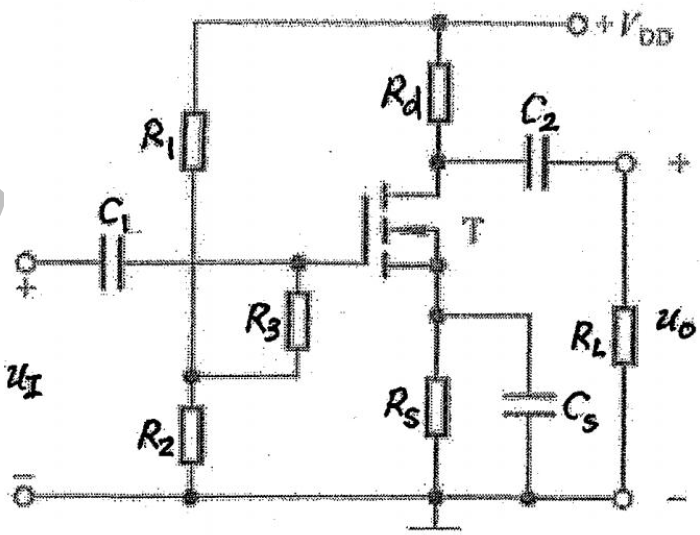 +V_DD
R_d
C_2
R_1
+
C_1
T
+
R_3
R_L
u_o
u_I
R_2
R_s
C_s
−
−